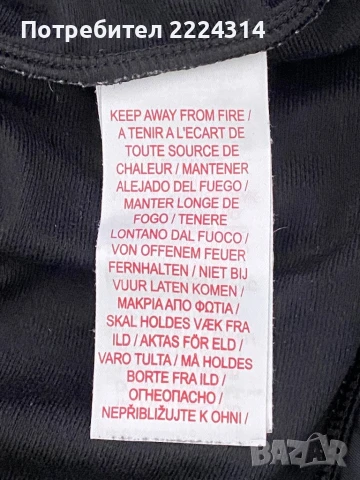 Потребител 2224314
KEEP AWAY FROM FIRE /
A TENIR A L'ECART DE
TOUTE SOURCE DE
CHALEUR / MANTENER
ALEJADO DEL FUEGO /
MANTER LONGE DE
FOGO / TENERE
LONTANO DAL FUOCO /
VON OFFENEM FEUER
FERNHALTEN / NIET BIJ
VUUR LATEN KOMEN /
ΜΑΚΡΙΑ ΑΠΟ ΦΩΤΙΑ /
SKAL HOLDES VÆK FRA
ILD / AKTAS FÖR ELD /
VARO TULTA / MÅ HOLDES
BORTE FRA ILD /
ОГНЕОПАСНО /
NEPŘIBLIŽUJTE K OHNI /
BAZAR